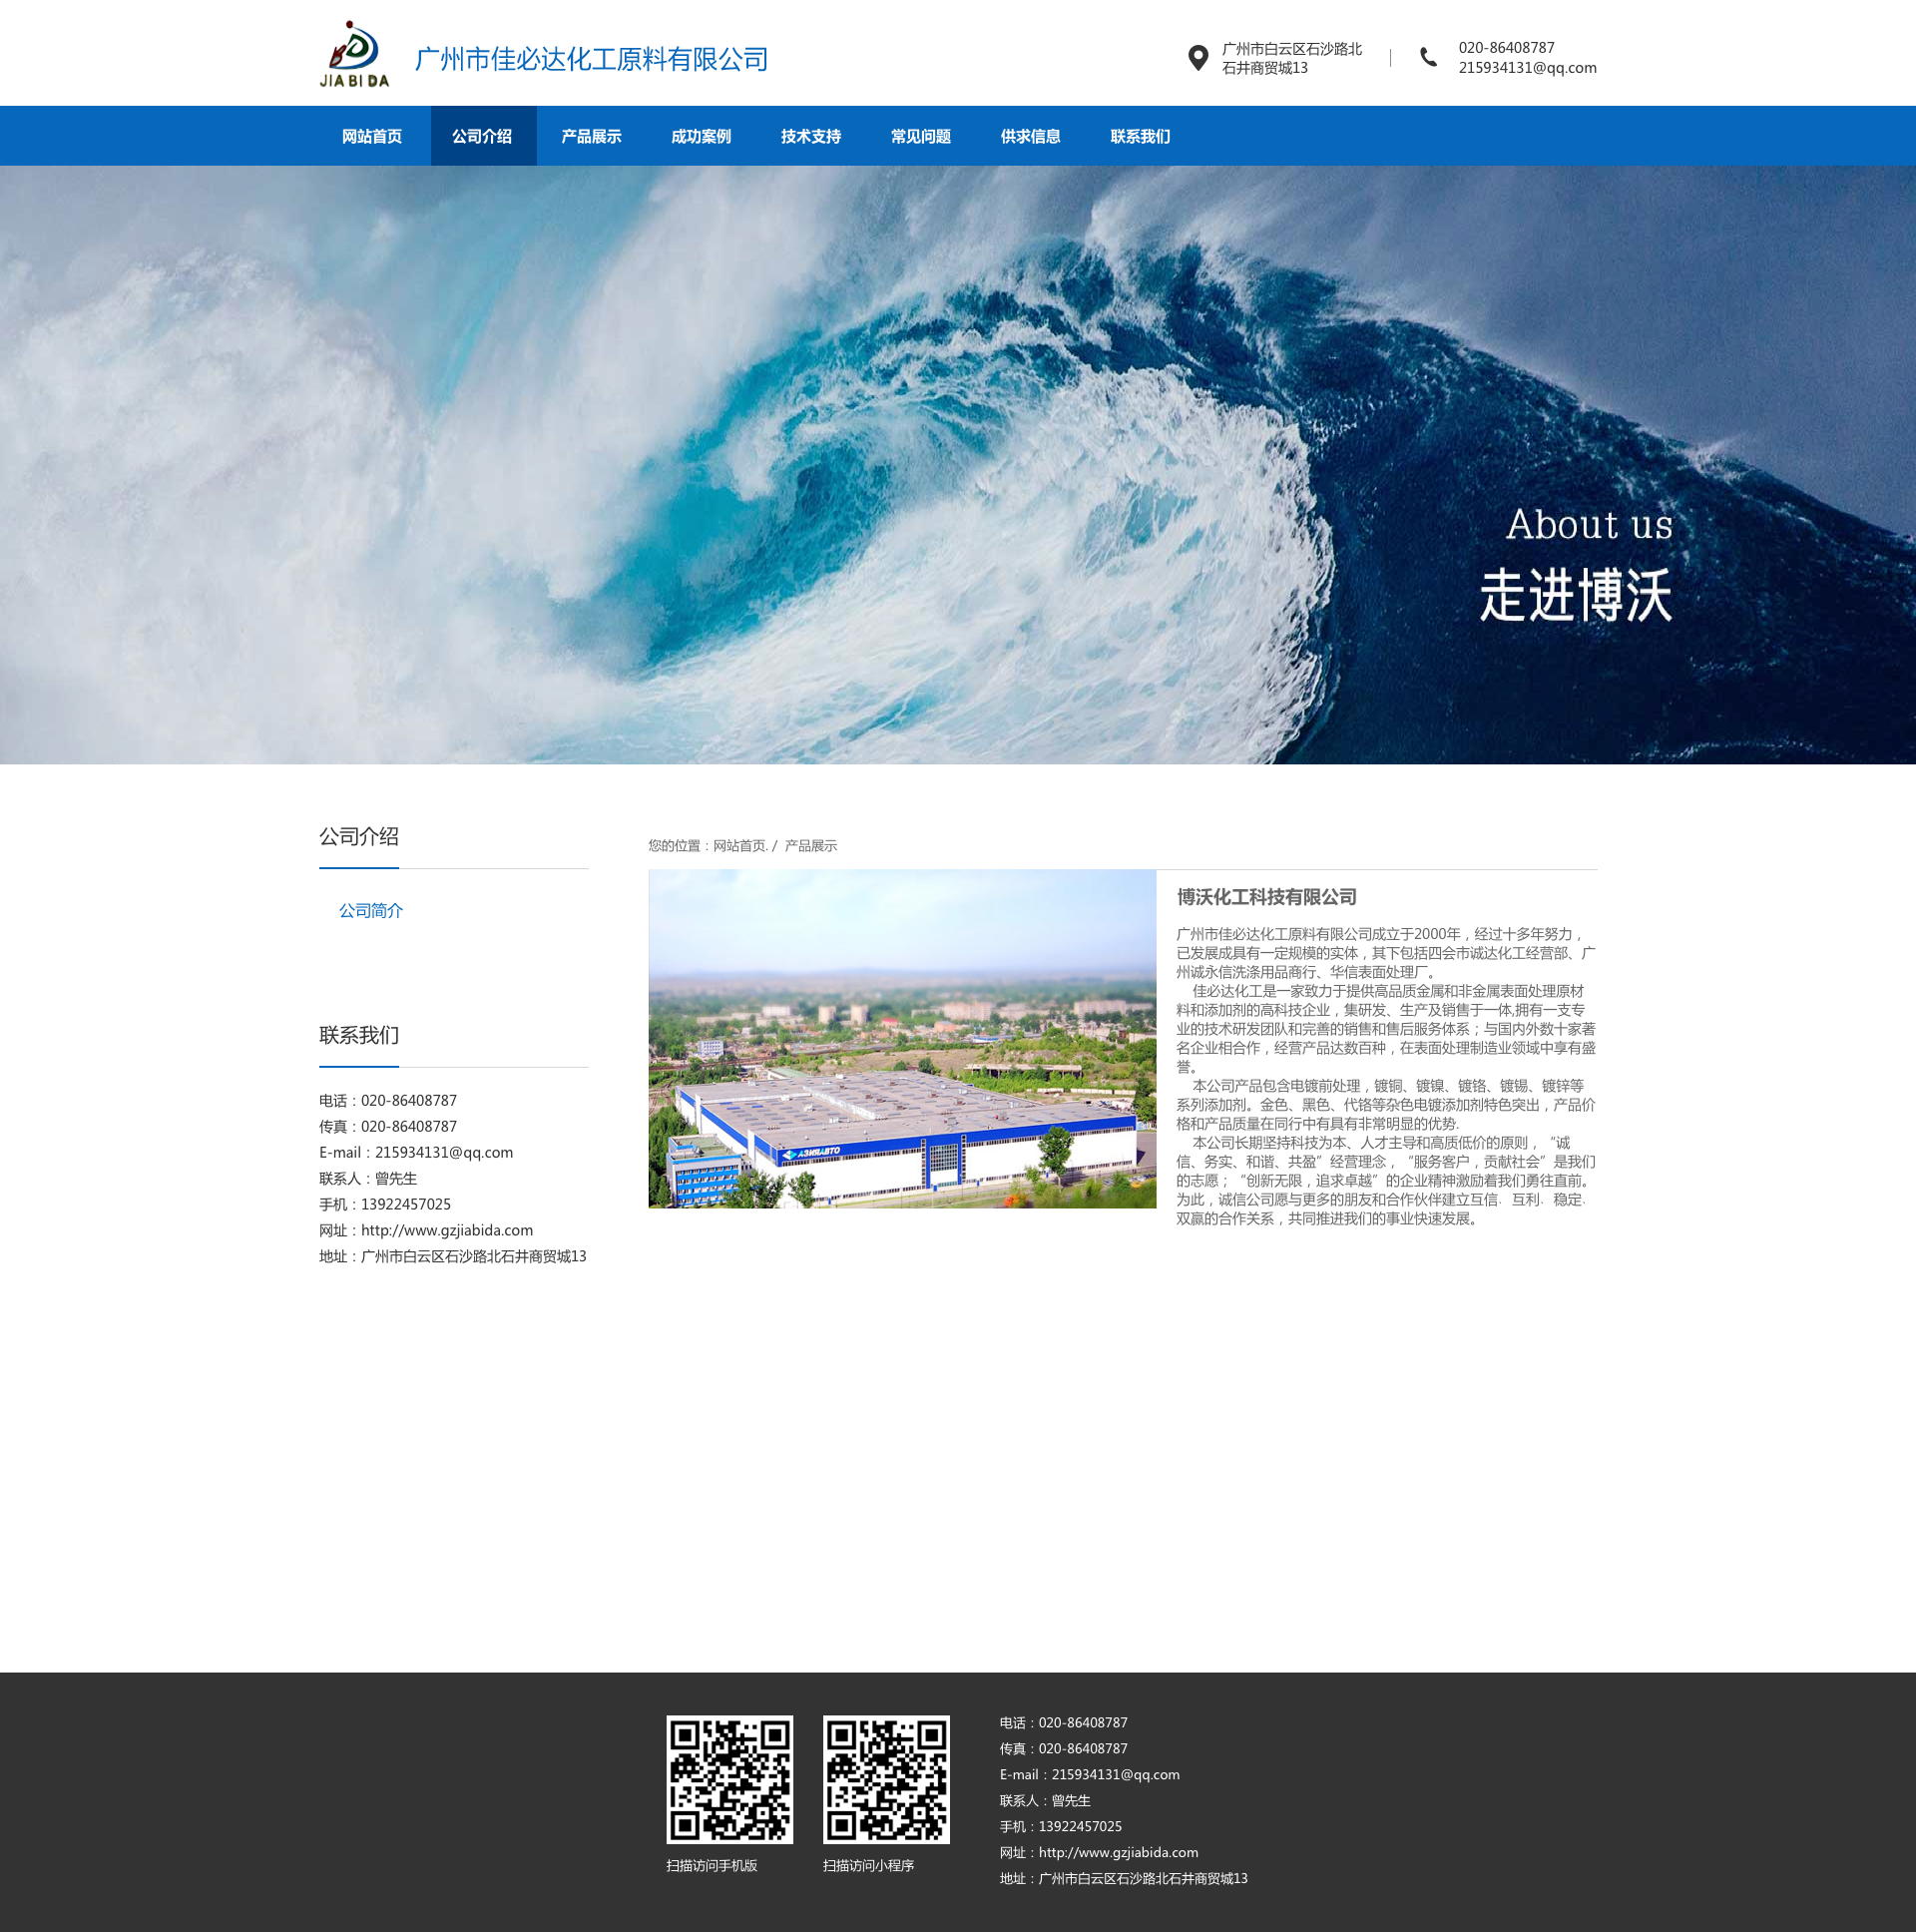 JIABIDA
广州市佳必达化工原料有限公司
广州市白云区石沙路北
石井商贸城13
020-86408787
215934131@qq.com
网站首页 公司介绍 产品展示 成功案例 技术支持 常见问题 供求信息 联系我们
About us
走进博沃
公司介绍
公司简介
联系我们
电话：020-86408787
传真：020-86408787
E-mail：215934131@qq.com
联系人：曾先生
手机：13922457025
网址：http://www.gzjiabida.com
地址：广州市白云区石沙路北石井商贸城13
您的位置：网站首页. / 产品展示
АЗИЯАВТО
博沃化工科技有限公司
广州市佳必达化工原料有限公司成立于2000年，经过十多年努力，
已发展成具有一定规模的实体，其下包括四会市诚达化工经营部、广
州诚永信洗涤用品商行、华信表面处理厂。
佳必达化工是一家致力于提供高品质金属和非金属表面处理原材
料和添加剂的高科技企业，集研发、生产及销售于一体,拥有一支专
业的技术研发团队和完善的销售和售后服务体系；与国内外数十家著
名企业相合作，经营产品达数百种，在表面处理制造业领域中享有盛
誉。
本公司产品包含电镀前处理，镀铜、镀镍、镀铬、镀锡、镀锌等
系列添加剂。金色、黑色、代铬等杂色电镀添加剂特色突出，产品价
格和产品质量在同行中有具有非常明显的优势.
本公司长期坚持科技为本、人才主导和高质低价的原则，“诚
信、务实、和谐、共盈”经营理念，“服务客户，贡献社会”是我们
的志愿；“创新无限，追求卓越”的企业精神激励着我们勇往直前。
为此，诚信公司愿与更多的朋友和合作伙伴建立互信﹑互利﹑稳定﹑
双赢的合作关系，共同推进我们的事业快速发展。
扫描访问手机版
扫描访问小程序
电话：020-86408787
传真：020-86408787
E-mail：215934131@qq.com
联系人：曾先生
手机：13922457025
网址：http://www.gzjiabida.com
地址：广州市白云区石沙路北石井商贸城13